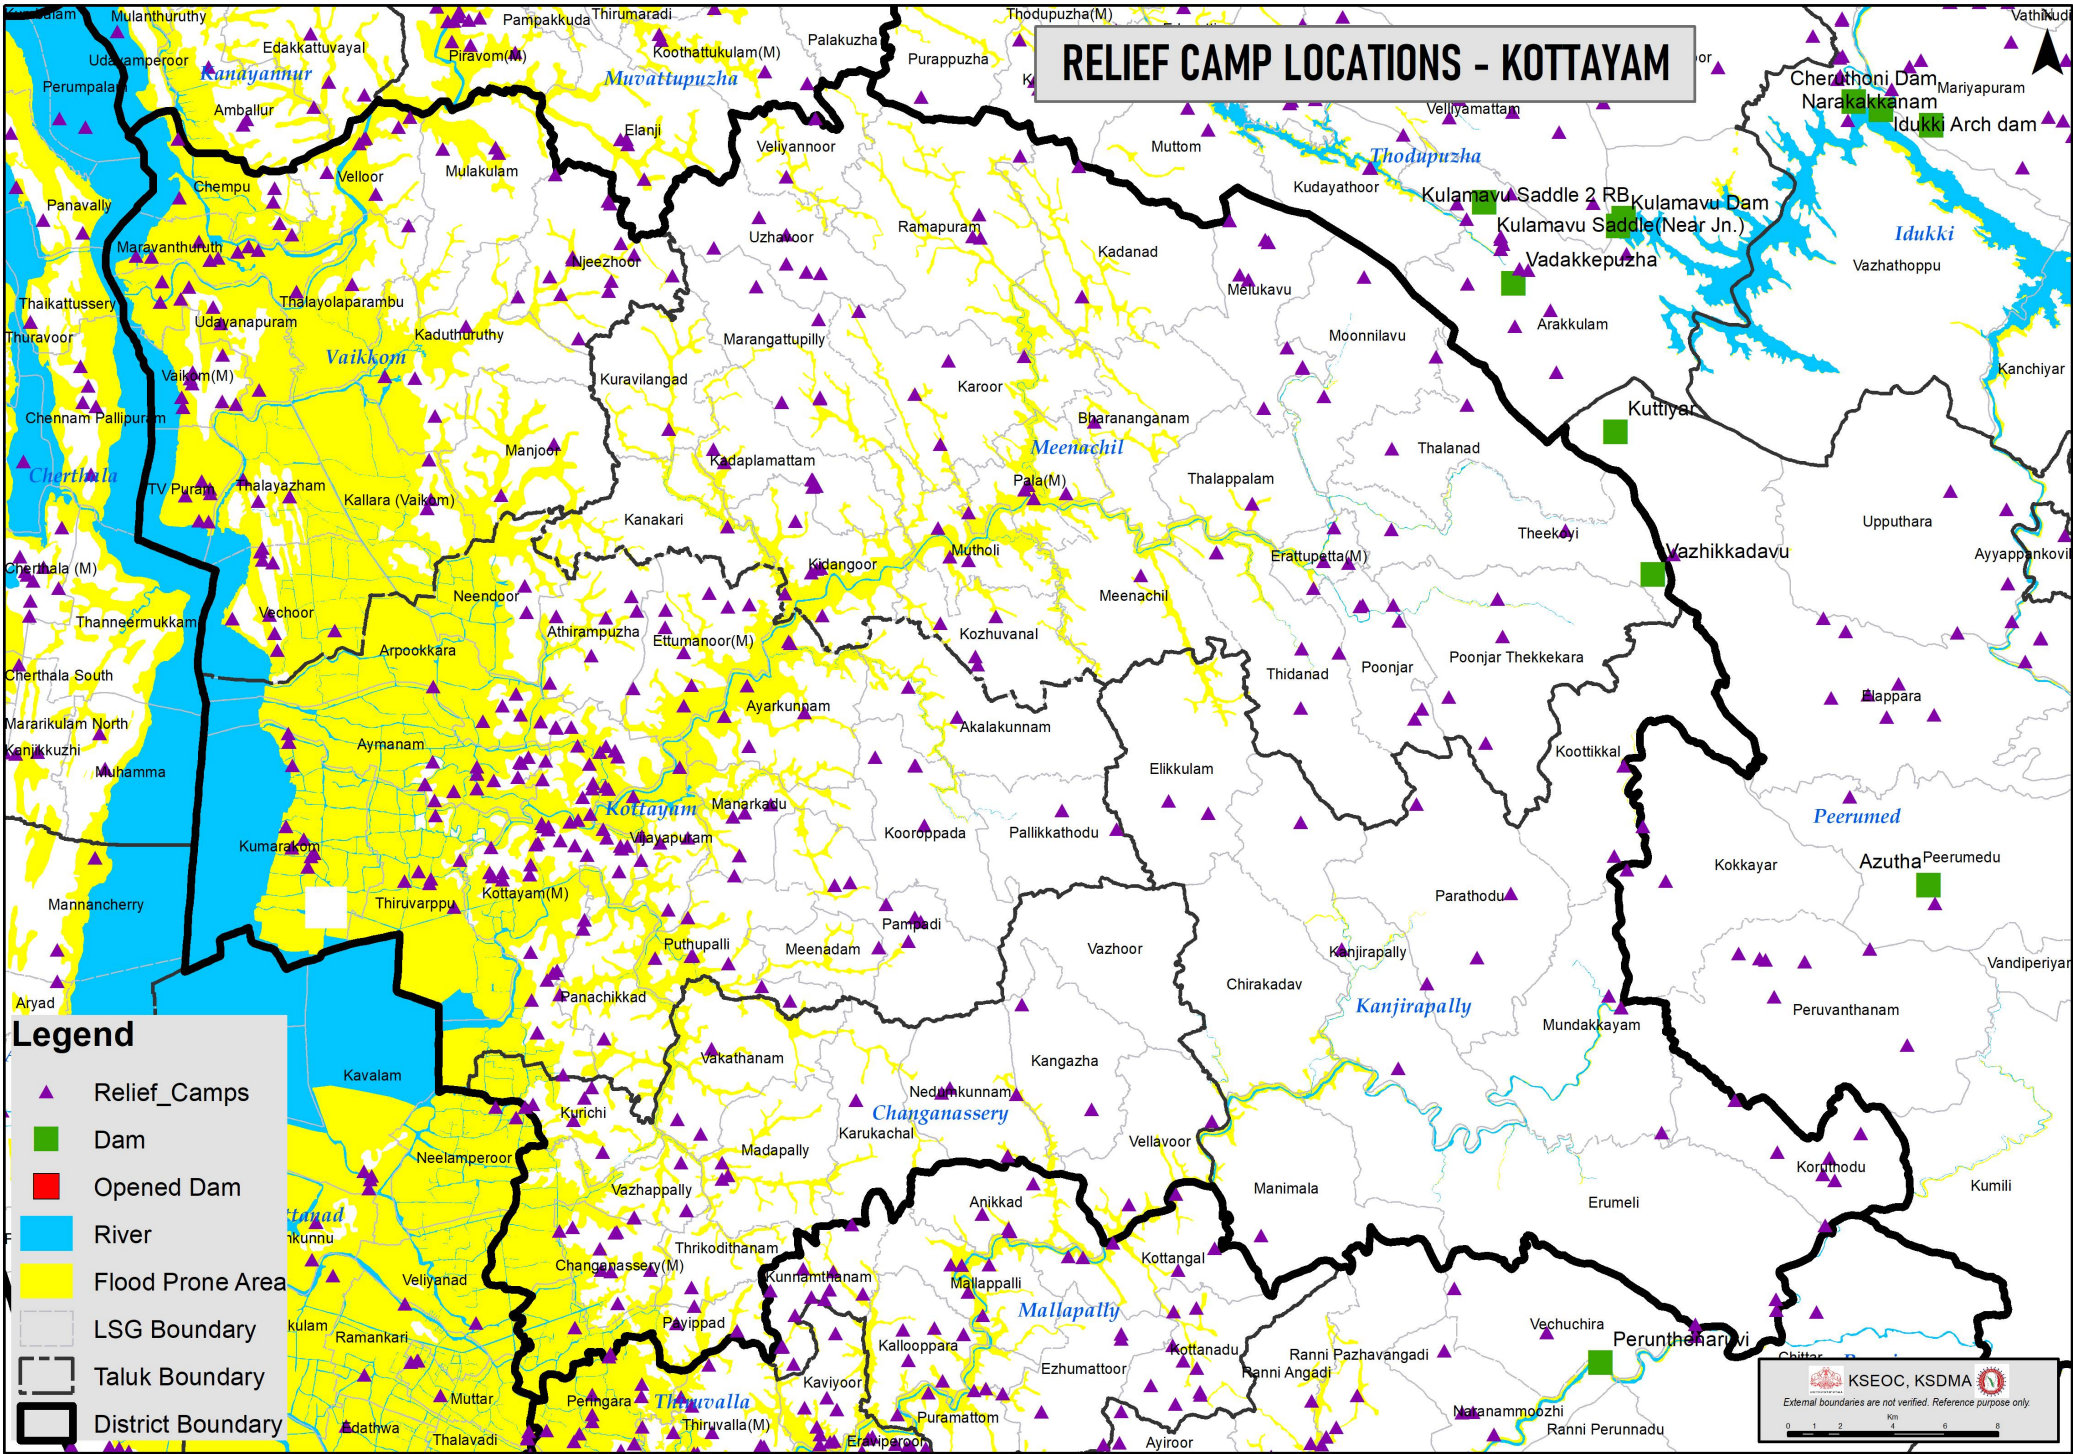 RELIEF CAMP LOCATIONS - KOTTAYAM
Mulanthuruthy
Pampakkuda
Thirumaradi
Thodupuzha(M)
Edakkattuvayal
Udayamperoor
Kanayannur
Piravom(M)
Koothattukulam(M)
Palakuzha
Purappuzha
Muvattupuzha
Perumpalam
Amballur
Elanji
Veliyannoor
Muttom
Velliyamattam
Thodupuzha
Cheruthoni Dam
Narakakkanam
Mariyapuram
Idukki Arch dam
Velloor
Mulakulam
Chempu
Kudayathoor
Kulamavu Saddle 2 RB
Kulamavu Dam
Kulamavu Saddle(Near Jn.)
Panavally
Maravanthuruth
Uzhavoor
Ramapuram
Kadanad
Idukki
Njeezhoor
Vadakkepuzha
Vazhathoppu
Thaikattussery
Thalayolaparambu
Melukavu
Thuravoor
Udayanapuram
Kaduthuruthy
Marangattupilly
Moonnilavu
Arakkulam
Vaikkom
Vaikom(M)
Kuravilangad
Karoor
Kanchiyar
Chennam Pallipuram
Bharananganam
Kuttiyar
Meenachil
Manjoor
Kadaplamattam
Thalanad
Cherthala
TV Puram
Thalayazham
Kallara (Vaikom)
Pala(M)
Thalappalam
Kanakari
Theekoyi
Upputhara
Cherthala (M)
Mutholi
Erattupetta(M)
Vazhikkadavu
Ayyappankovil
Kidangoor
Neendoor
Meenachil
Vechoor
Thanneermukkam
Athirampuzha
Ettumanoor(M)
Kozhuvanal
Arpookkara
Thidanad
Poonjar
Poonjar Thekkekara
Cherthala South
Elappara
Mararikulam North
Ayarkunnam
Akalakunnam
Kanjikkuzhi
Aymanam
Koottikkal
Muhamma
Elikkulam
Kottayam
Manarkadu
Peerumed
Kumarakom
Vijayapuram
Kooroppada
Pallikkathodu
Kokkayar
Azutha
Peerumedu
Mannancherry
Thiruvarppu
Kottayam(M)
Parathodu
Pampadi
Puthupalli
Meenadam
Vazhoor
Kanjirapally
Vandiperiyar
Aryad
Panachikkad
Chirakadav
Kanjirapally
Peruvanthanam
Mundakkayam
Kavalam
Vakathanam
Kangazha
Nedumkunnam
Kurichi
Changanassery
Karukachal
Vellavoor
Neelamperoor
Madapally
Koruthodu
Vazhappally
Anikkad
Manimala
Erumeli
Kumili
Thrikodithanam
Kottangal
Changanassery(M)
Kunnamthanam
Mallappalli
Veliyanad
Mallapally
Ramankari
Payippad
Kallooppara
Kottanadu
Vechuchira
Perunthenaruvi
Ezhumattoor
Ranni Angadi
Ranni Pazhavangadi
Muttar
Peringara
Thiruvalla
Kaviyoor
Puramattom
Naranammoozhi
Edathwa
Thalavadi
Thiruvalla(M)
Eraviperoor
Ayiroor
Ranni Perunnadu
Legend
Relief_Camps
Dam
Opened Dam
River
Flood Prone Area
LSG Boundary
Taluk Boundary
District Boundary
KSEOC, KSDMA
External boundaries are not verified. Reference purpose only.
Km
0 1 2 4 6 8